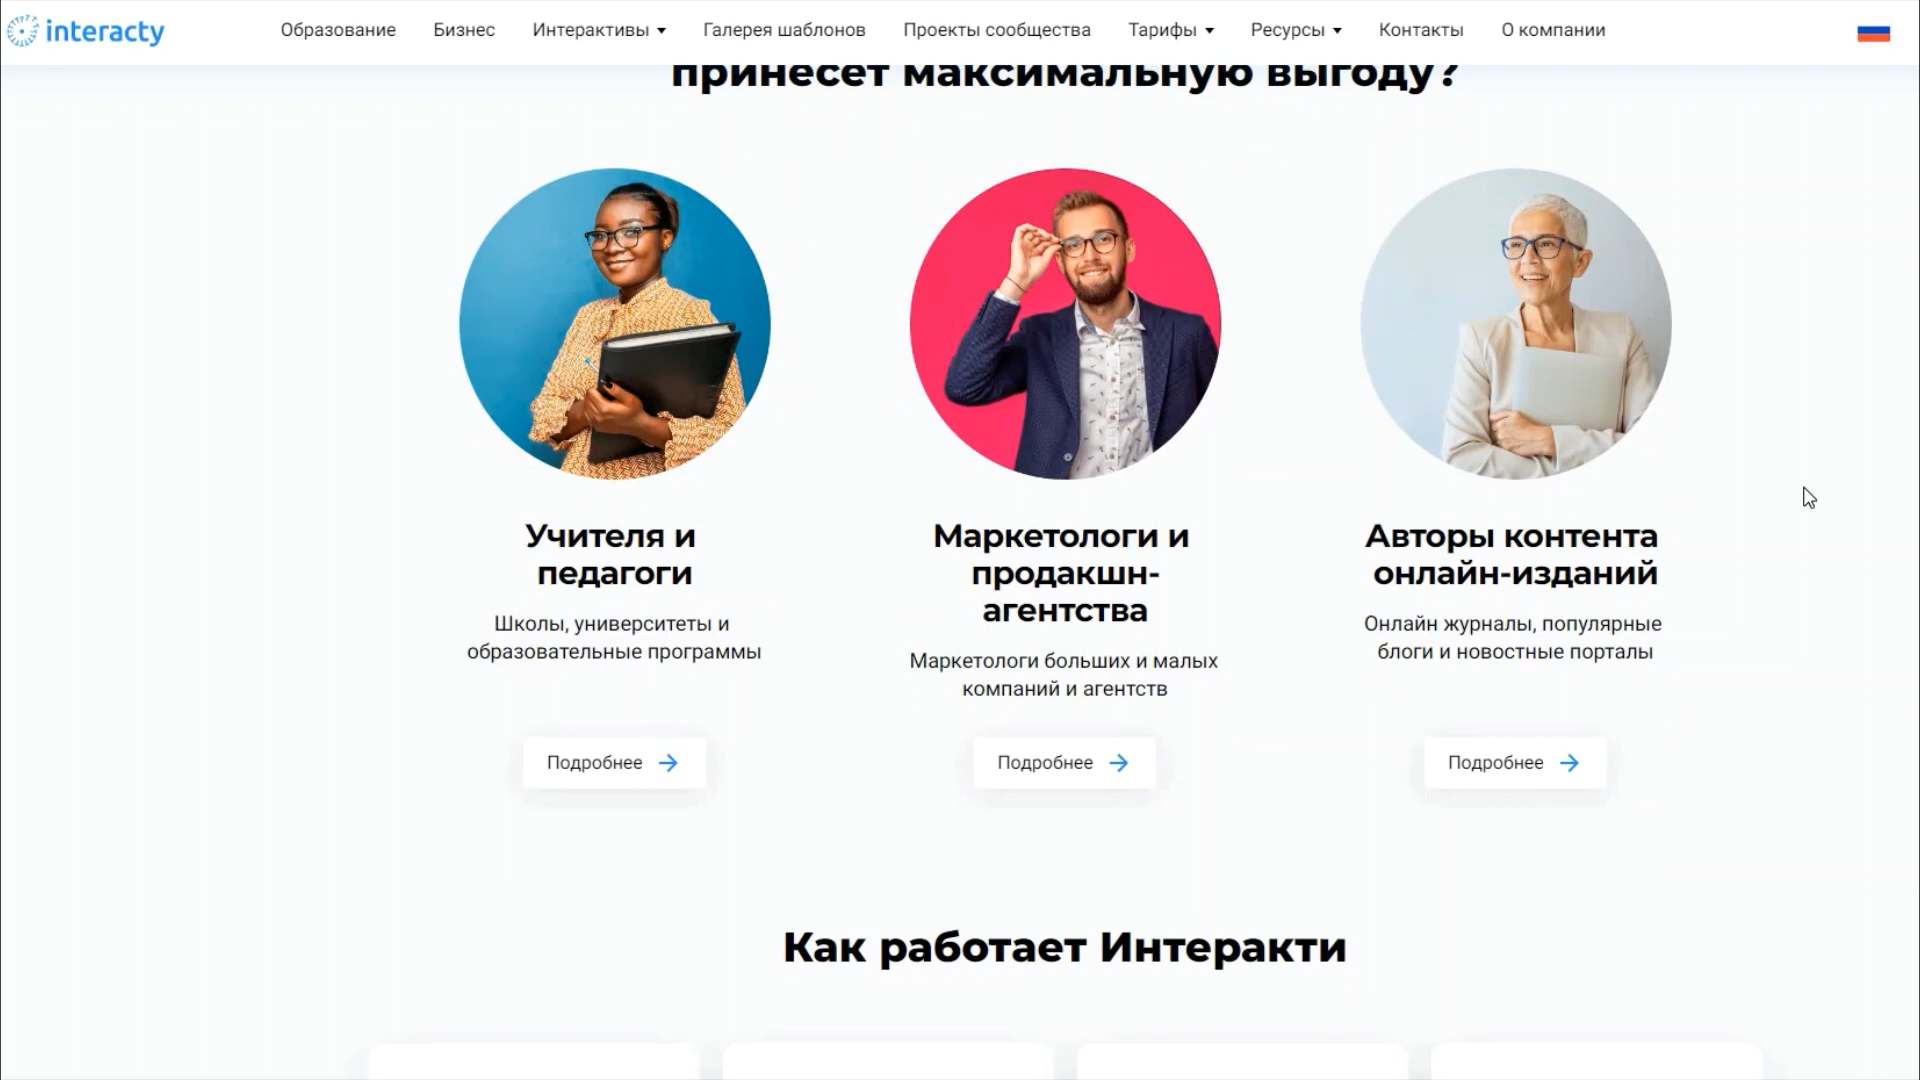 interacty
Образование
Бизнес
Интерактивы
Галерея шаблонов
Проекты сообщества
Тарифы
Ресурсы
Контакты
О компании
принесет максимальную выгоду?
Учителя и
педагоги
Школы, университеты и
образовательные программы
Подробнее
Маркетологи и
продакшн-
агентства
Маркетологи больших и малых
компаний и агентств
Подробнее
Авторы контента
онлайн-изданий
Онлайн журналы, популярные
блоги и новостные порталы
Подробнее
Как работает Интеракти